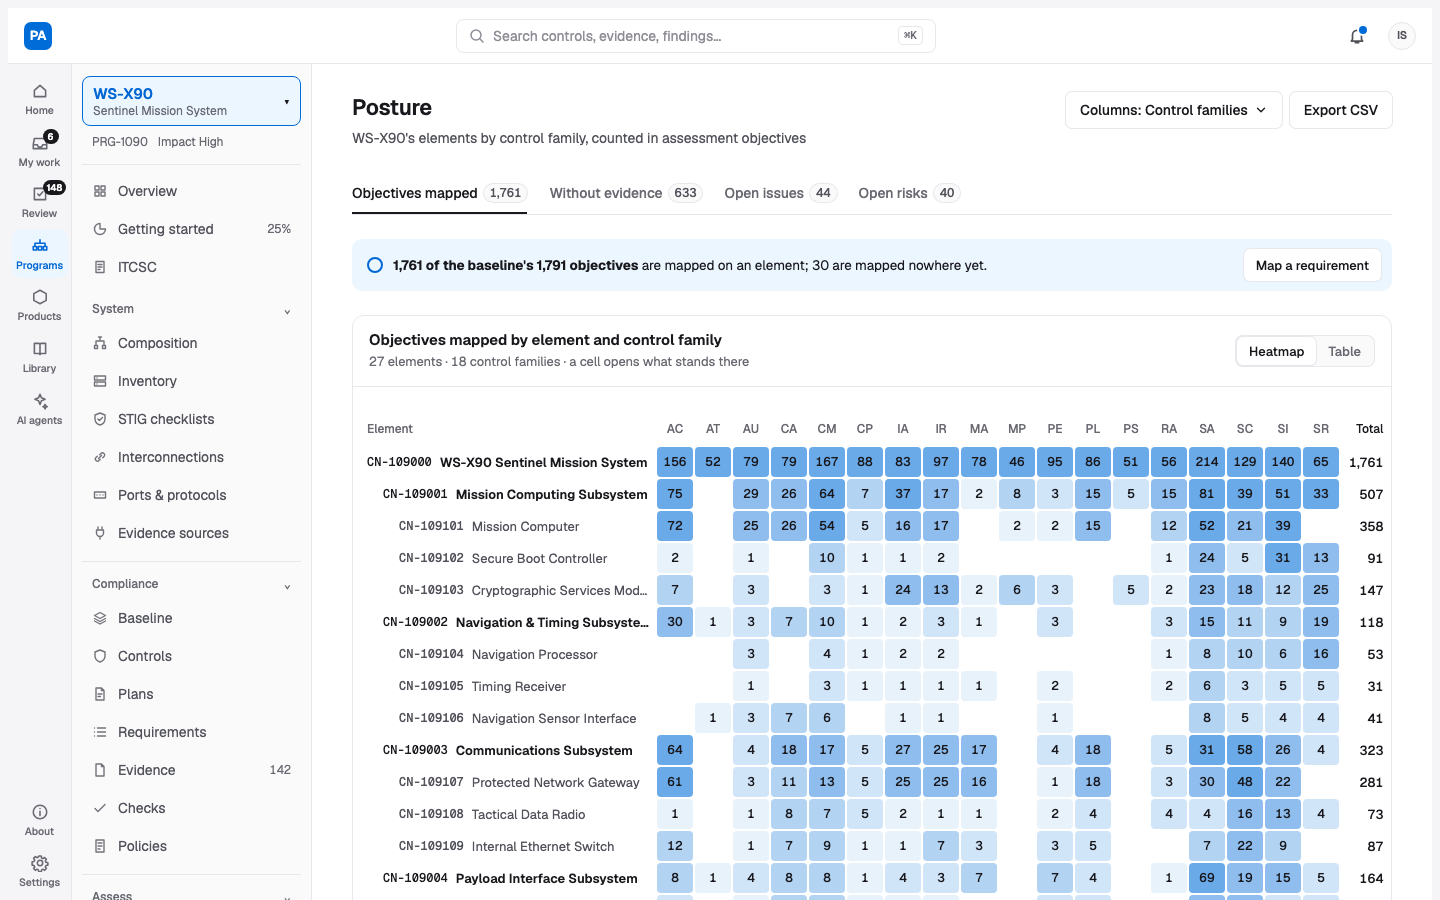 PA
Search controls, evidence, findings...
⌘K
IS
Home
6
My work
148
Review
Programs
Products
Library
AI agents
About
Settings
WS-X90
Sentinel Mission System
PRG-1090 Impact High
Overview
Getting started 25%
ITCSC
System
Composition
Inventory
STIG checklists
Interconnections
Ports & protocols
Evidence sources
Compliance
Baseline
Controls
Plans
Requirements
Evidence 142
Checks
Policies
Assess
Posture
WS-X90's elements by control family, counted in assessment objectives
Columns: Control families
Export CSV
Objectives mapped 1,761 Without evidence 633 Open issues 44 Open risks 40
1,761 of the baseline's 1,791 objectives are mapped on an element; 30 are mapped nowhere yet.
Map a requirement
Objectives mapped by element and control family
27 elements · 18 control families · a cell opens what stands there
Heatmap Table
Element AC AT AU CA CM CP IA IR MA MP PE PL PS RA SA SC SI SR Total
CN-109000 WS-X90 Sentinel Mission System 156 52 79 79 167 88 83 97 78 46 95 86 51 56 214 129 140 65 1,761
CN-109001 Mission Computing Subsystem 75 29 26 64 7 37 17 2 8 3 15 5 15 81 39 51 33 507
CN-109101 Mission Computer 72 25 26 54 5 16 17 2 2 15 12 52 21 39 358
CN-109102 Secure Boot Controller 2 1 10 1 1 2 1 24 5 31 13 91
CN-109103 Cryptographic Services Mod... 7 3 3 1 24 13 2 6 3 5 2 23 18 12 25 147
CN-109002 Navigation & Timing Subsyste... 30 1 3 7 10 1 2 3 1 3 3 15 11 9 19 118
CN-109104 Navigation Processor 3 4 1 2 2 1 8 10 6 16 53
CN-109105 Timing Receiver 1 3 1 1 1 1 2 2 6 3 5 5 31
CN-109106 Navigation Sensor Interface 1 3 7 6 1 1 1 8 5 4 4 41
CN-109003 Communications Subsystem 64 4 18 17 5 27 25 17 4 18 5 31 58 26 4 323
CN-109107 Protected Network Gateway 61 3 11 13 5 25 25 16 1 18 3 30 48 22 281
CN-109108 Tactical Data Radio 1 1 8 7 5 2 1 1 2 4 4 4 16 13 4 73
CN-109109 Internal Ethernet Switch 12 1 7 9 1 1 7 3 3 5 7 22 9 87
CN-109004 Payload Interface Subsystem 8 1 4 8 8 1 4 3 7 7 4 1 69 19 15 5 164